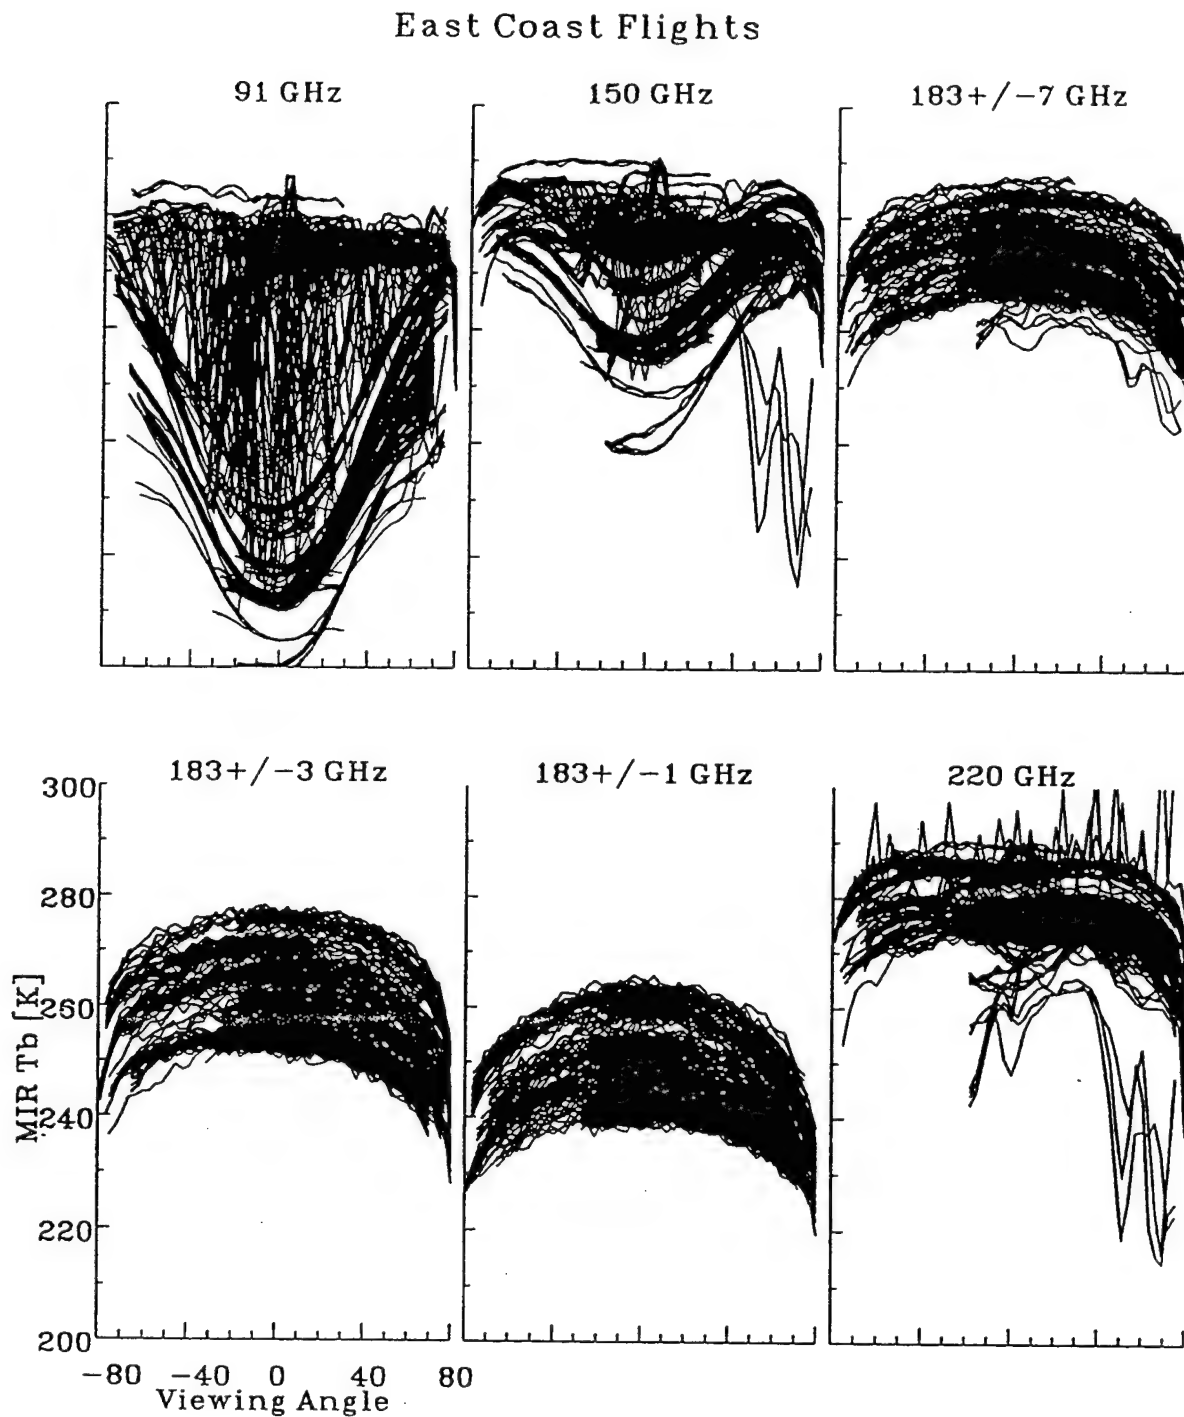 East Coast Flights
91 GHz
150 GHz
183+/-7 GHz
183+/-3 GHz
183+/-1 GHz
220 GHz
300
280
260
250
240
220
200
MIR Tb [K]
-80 -40 0 40 80
Viewing Angle